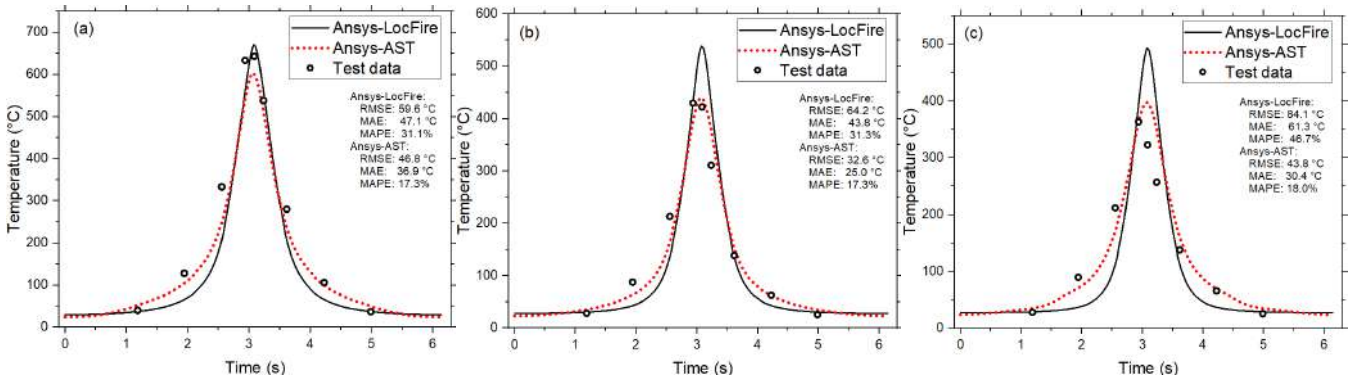 (a)
Ansys-LocFire
Ansys-AST
Test data
Ansys-LocFire:
RMSE: 59.6 °C
MAE: 47.1 °C
MAPE: 31.1%
Ansys-AST:
RMSE: 46.8 °C
MAE: 36.9 °C
MAPE: 17.3%
Temperature (°C)
700
600
500
400
300
200
100
0
0 1 2 3 4 5 6
Time (s)
(b)
Ansys-LocFire
Ansys-AST
Test data
Ansys-LocFire:
RMSE: 64.2 °C
MAE: 43.8 °C
MAPE: 31.3%
Ansys-AST:
RMSE: 32.6 °C
MAE: 25.0 °C
MAPE: 17.3%
Temperature (°C)
600
500
400
300
200
100
0
0 1 2 3 4 5 6
Time (s)
(c)
Ansys-LocFire
Ansys-AST
Test data
Ansys-LocFire:
RMSE: 84.1 °C
MAE: 61.3 °C
MAPE: 46.7%
Ansys-AST:
RMSE: 43.8 °C
MAE: 30.4 °C
MAPE: 18.0%
Temperature (°C)
500
400
300
200
100
0
0 1 2 3 4 5 6
Time (s)